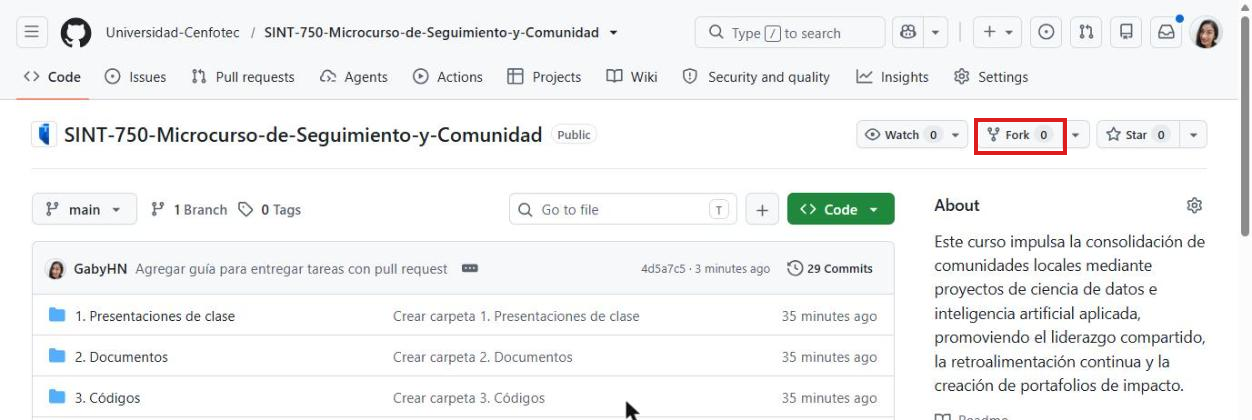 Universidad-Cenfotec / SINT-750-Microcurso-de-Seguimiento-y-Comunidad
Type / to search
Code Issues Pull requests Agents Actions Projects Wiki Security and quality Insights Settings
SINT-750-Microcurso-de-Seguimiento-y-Comunidad Public
Watch 0 Fork 0 Star 0
main 1 Branch 0 Tags Go to file T Code
About
GabyHN Agregar guía para entregar tareas con pull request 4d5a7c5 · 3 minutes ago 29 Commits
1. Presentaciones de clase Crear carpeta 1. Presentaciones de clase 35 minutes ago
2. Documentos Crear carpeta 2. Documentos 35 minutes ago
3. Códigos Crear carpeta 3. Códigos 35 minutes ago
Este curso impulsa la consolidación de
comunidades locales mediante
proyectos de ciencia de datos e
inteligencia artificial aplicada,
promoviendo el liderazgo compartido,
la retroalimentación continua y la
creación de portafolios de impacto.
Readme